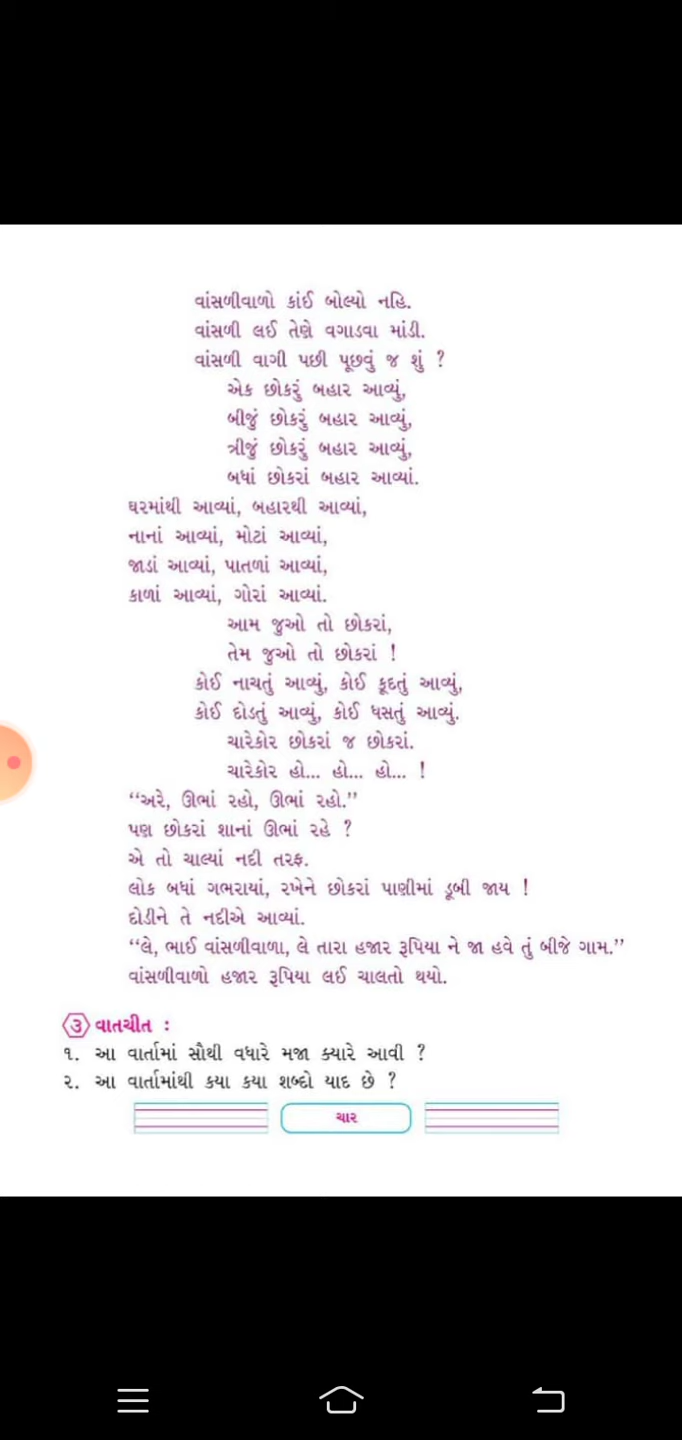 વાંસળીવાળો કાંઈ બોલ્યો નહિ.
વાંસળી લઈ તેણે વગાડવા માંડી.
વાંસળી વાગી પછી પૂછવું જ શું ?
એક છોકરું બહાર આવ્યું,
બીજું છોકરું બહાર આવ્યું,
ત્રીજું છોકરું બહાર આવ્યું,
બધાં છોકરાં બહાર આવ્યાં.
ઘરમાંથી આવ્યાં, બહારથી આવ્યાં,
નાનાં આવ્યાં, મોટાં આવ્યાં,
જાડાં આવ્યાં, પાતળાં આવ્યાં,
કાળાં આવ્યાં, ગોરાં આવ્યાં.
આમ જુઓ તો છોકરાં,
તેમ જુઓ તો છોકરાં !
કોઈ નાચતું આવ્યું, કોઈ કૂદતું આવ્યું,
કોઈ દોડતું આવ્યું, કોઈ ધસતું આવ્યું.
ચારેકોર છોકરાં જ છોકરાં.
ચારેકોર હો... હો... હો... !
“અરે, ઊભાં રહો, ઊભાં રહો.”
પણ છોકરાં શાનાં ઊભાં રહે ?
એ તો ચાલ્યાં નદી તરફ.
લોક બધાં ગભરાયાં, રખેને છોકરાં પાણીમાં ડૂબી જાય !
દોડીને તે નદીએ આવ્યાં.
“લે, ભાઈ વાંસળીવાળા, લે તારા હજાર રૂપિયા ને જા હવે તું બીજે ગામ.”
વાંસળીવાળો હજાર રૂપિયા લઈ ચાલતો થયો.
૩ વાતચીત :
૧. આ વાર્તામાં સૌથી વધારે મજા ક્યારે આવી ?
૨. આ વાર્તામાંથી કયા કયા શબ્દો યાદ છે ?
ચાર